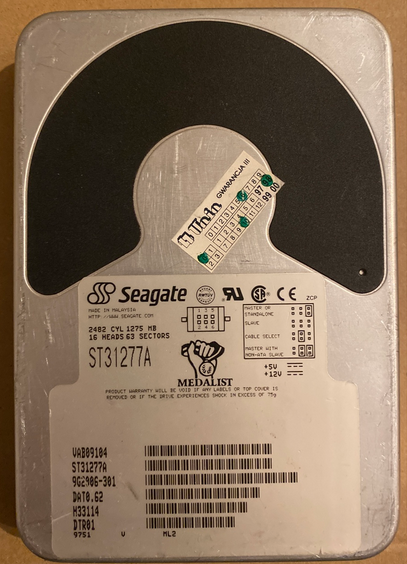 GWARANCJA III
Seagate
MADE IN MALAYSIA
HTTP://WWW.SEAGATE.COM
2482 CYL 1275 MB
16 HEADS 63 SECTORS
ST31277A
MEDALIST
ZCP
MASTER OR
STANDALONE
SLAVE
CABLE SELECT
MASTER WITH
NON-ATA SLAVE
+5V
+12V
PRODUCT WARRANTY WILL BE VOID IF ANY LABELS OR TOP COVER IS
REMOVED OR IF THE DRIVE EXPERIENCES SHOCK IN EXCESS OF 75g
VAB09104
ST31277A
9G2906-301
DAT0.62
M33114
DTR01
9751 V ML2